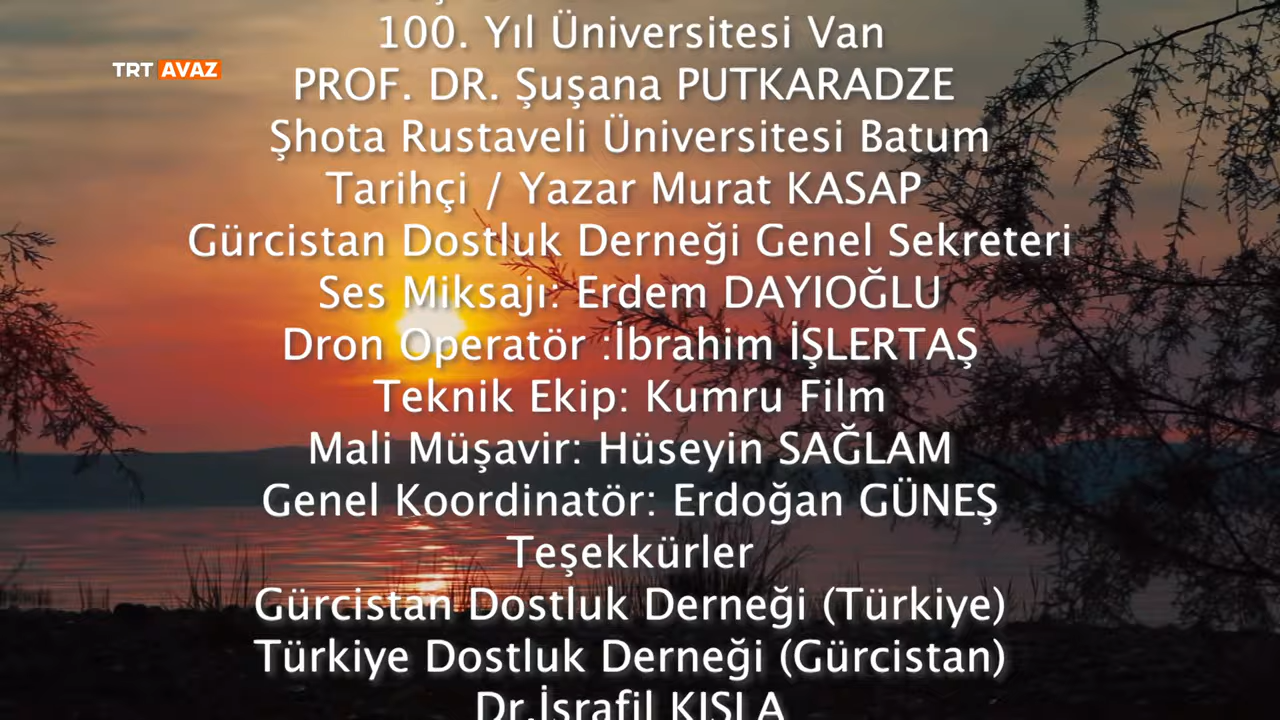 100. Yıl Üniversitesi Van
TRT AVAZ
PROF. DR. Şuşana PUTKARADZE
Şhota Rustaveli Üniversitesi Batum
Tarihçi / Yazar Murat KASAP
Gürcistan Dostluk Derneği Genel Sekreteri
Ses Miksajı: Erdem DAYIOĞLU
Dron Operatör :İbrahim İŞLERTAŞ
Teknik Ekip: Kumru Film
Mali Müşavir: Hüseyin SAĞLAM
Genel Koordinatör: Erdoğan GÜNEŞ
Teşekkürler
Gürcistan Dostluk Derneği (Türkiye)
Türkiye Dostluk Derneği (Gürcistan)
Dr.İsrafil